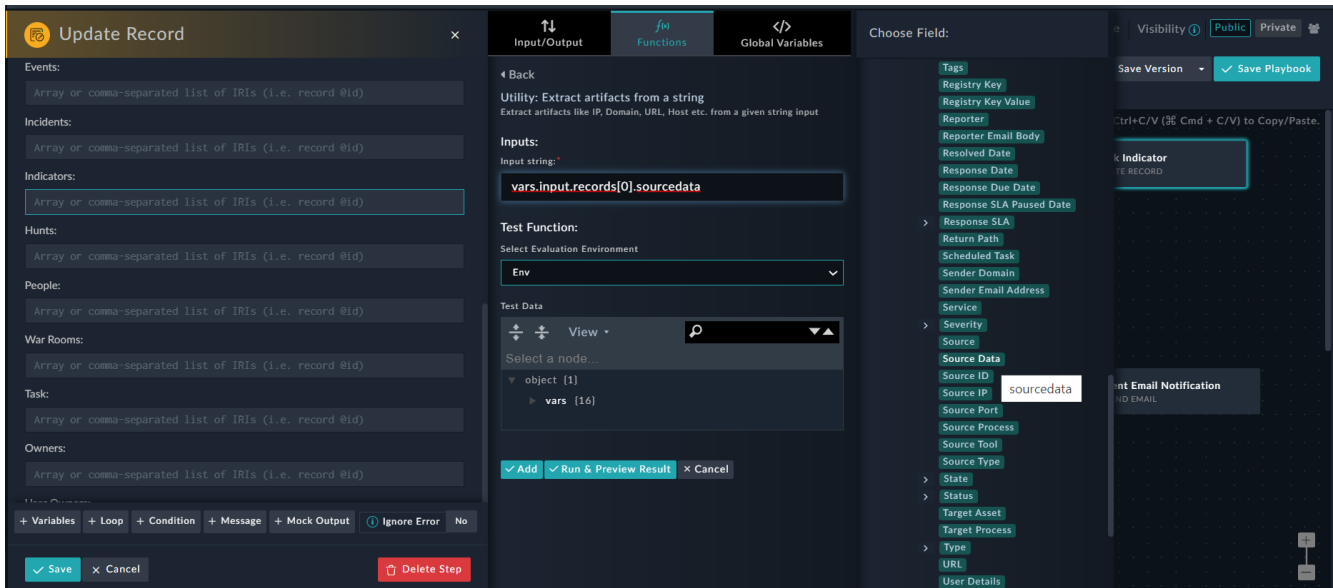 Update Record
×
Events:
Array or comma-separated list of IRIs (i.e. record @id)
Incidents:
Array or comma-separated list of IRIs (i.e. record @id)
Indicators:
Array or comma-separated list of IRIs (i.e. record @id)
Hunts:
Array or comma-separated list of IRIs (i.e. record @id)
People:
Array or comma-separated list of IRIs (i.e. record @id)
War Rooms:
Array or comma-separated list of IRIs (i.e. record @id)
Task:
Array or comma-separated list of IRIs (i.e. record @id)
Owners:
Array or comma-separated list of IRIs (i.e. record @id)
+ Variables + Loop + Condition + Message + Mock Output Ignore Error No
Save × Cancel Delete Step
Input/Output Functions Global Variables
Back
Utility: Extract artifacts from a string
Extract artifacts like IP, Domain, URL, Host etc. from a given string input
Inputs:
Input string:*
vars.input.records[0].sourcedata
Test Function:
Select Evaluation Environment
Env
Test Data
View
Select a node...
object [1]
vars [16]
Add Run & Preview Result × Cancel
Choose Field:
Tags
Registry Key
Registry Key Value
Reporter
Reporter Email Body
Resolved Date
Response Date
Response Due Date
Response SLA Paused Date
Response SLA
Return Path
Scheduled Task
Sender Domain
Sender Email Address
Service
Severity
Source
Source Data
Source ID
Source IP
sourcedata
Source Port
Source Process
Source Tool
Source Type
State
Status
Target Asset
Target Process
Type
URL
User Details
Visibility Public Private
Save Version Save Playbook
Ctrl+C/V (⌘ Cmd + C/V) to Copy/Paste.
k Indicator
TE RECORD
nt Email Notification
ND EMAIL